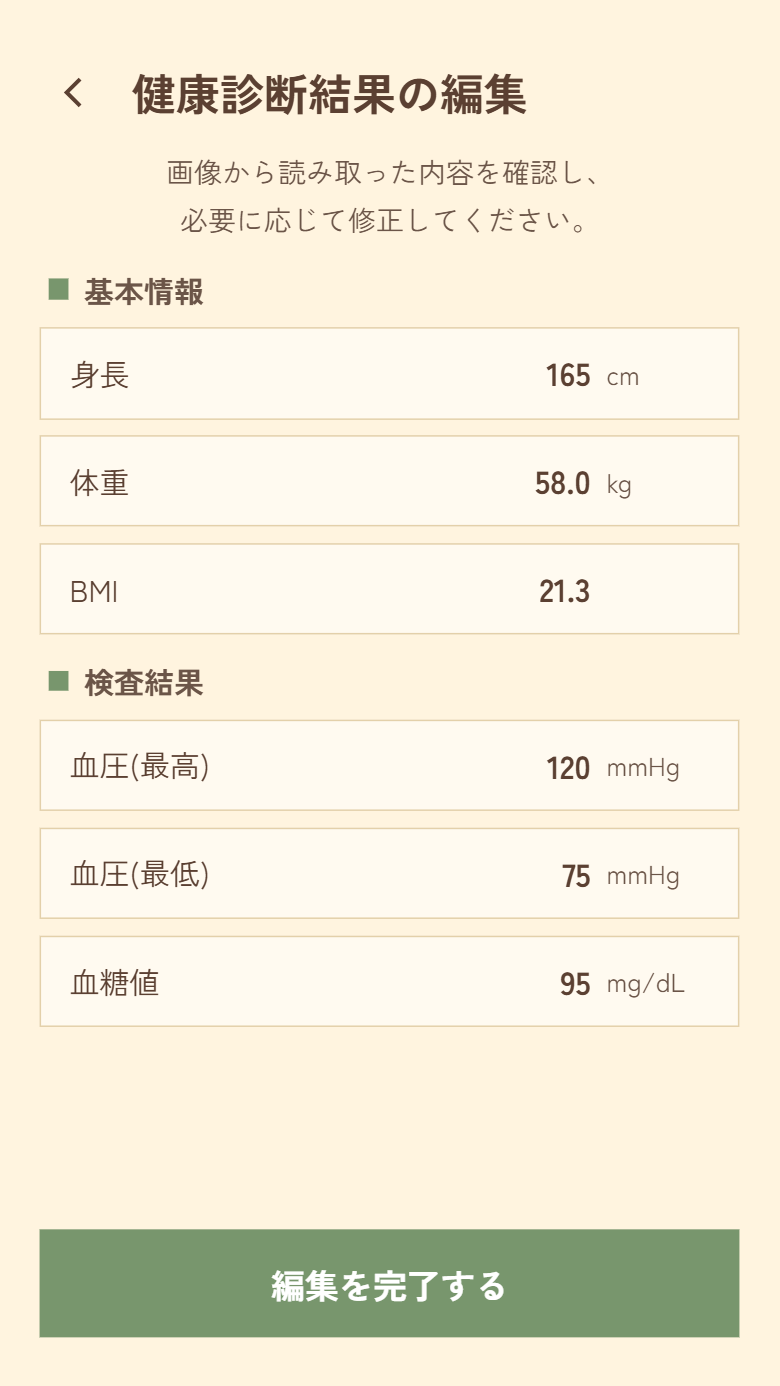 健康診断結果の編集
画像から読み取った内容を確認し、
必要に応じて修正してください。
基本情報
身長 165 cm
体重 58.0 kg
BMI 21.3
検査結果
血圧(最高) 120 mmHg
血圧(最低) 75 mmHg
血糖値 95 mg/dL
編集を完了する